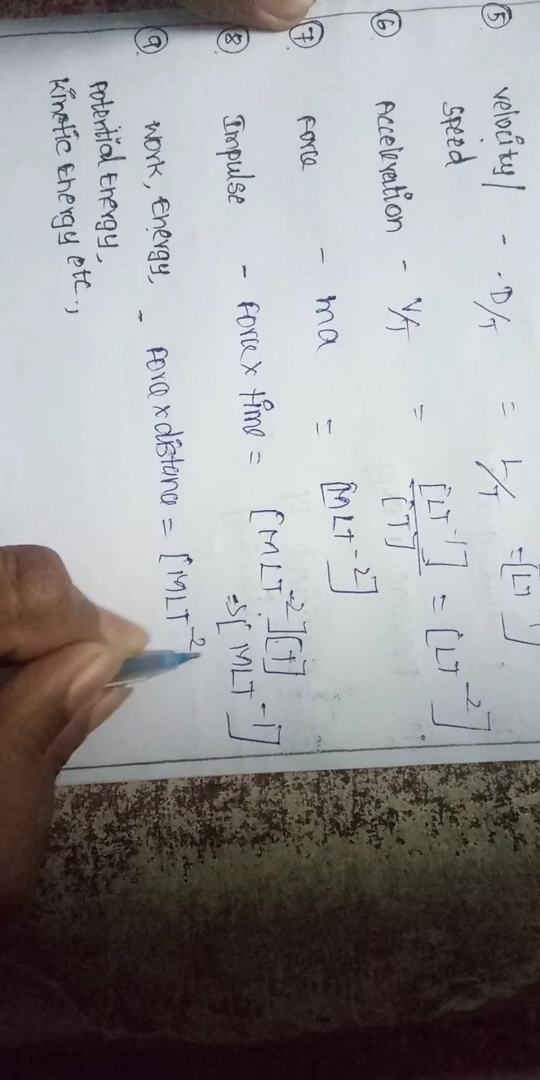 ⑤ Velocity/ - . D/T = L/T = [LT⁻¹]
Speed
⑥ Acceleration - V/T = [LT⁻¹]/[T] = [LT⁻²]
⑦ Force - ma = [MLT⁻²]
⑧ Impulse - Force x time = [MLT⁻²][T]
=> [MLT⁻¹]
⑨ Work, Energy, - Force x distance = [MLT⁻²
Potential Energy,
Kinetic Energy etc.,